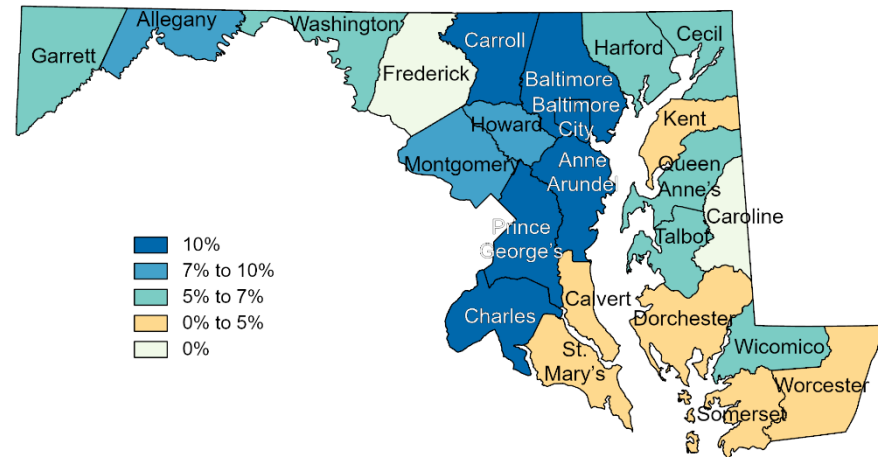 Allegany
Garrett
Washington
Frederick
Carroll
Harford
Cecil
Baltimore
Baltimore
City
Howard
Montgomery
Anne
Arundel
Kent
Queen
Anne's
Caroline
Talbot
Prince
George's
Calvert
Charles
St.
Mary's
Dorchester
Wicomico
Worcester
Somerset
10%
7% to 10%
5% to 7%
0% to 5%
0%